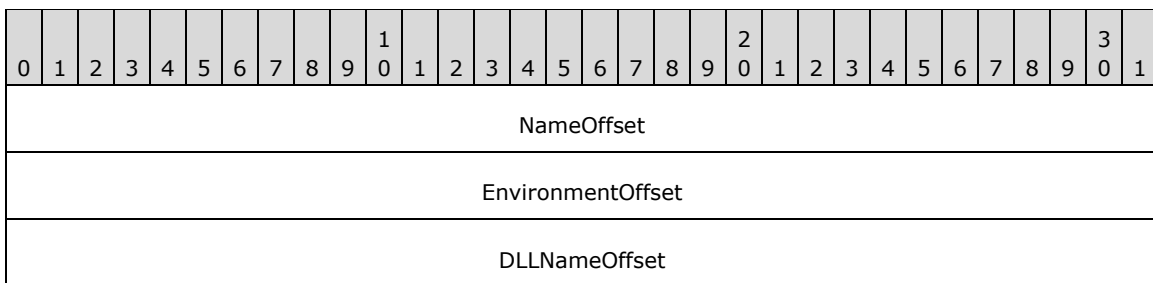 1 2 3
0 1 2 3 4 5 6 7 8 9 0 1 2 3 4 5 6 7 8 9 0 1 2 3 4 5 6 7 8 9 0 1
NameOffset
EnvironmentOffset
DLLNameOffset